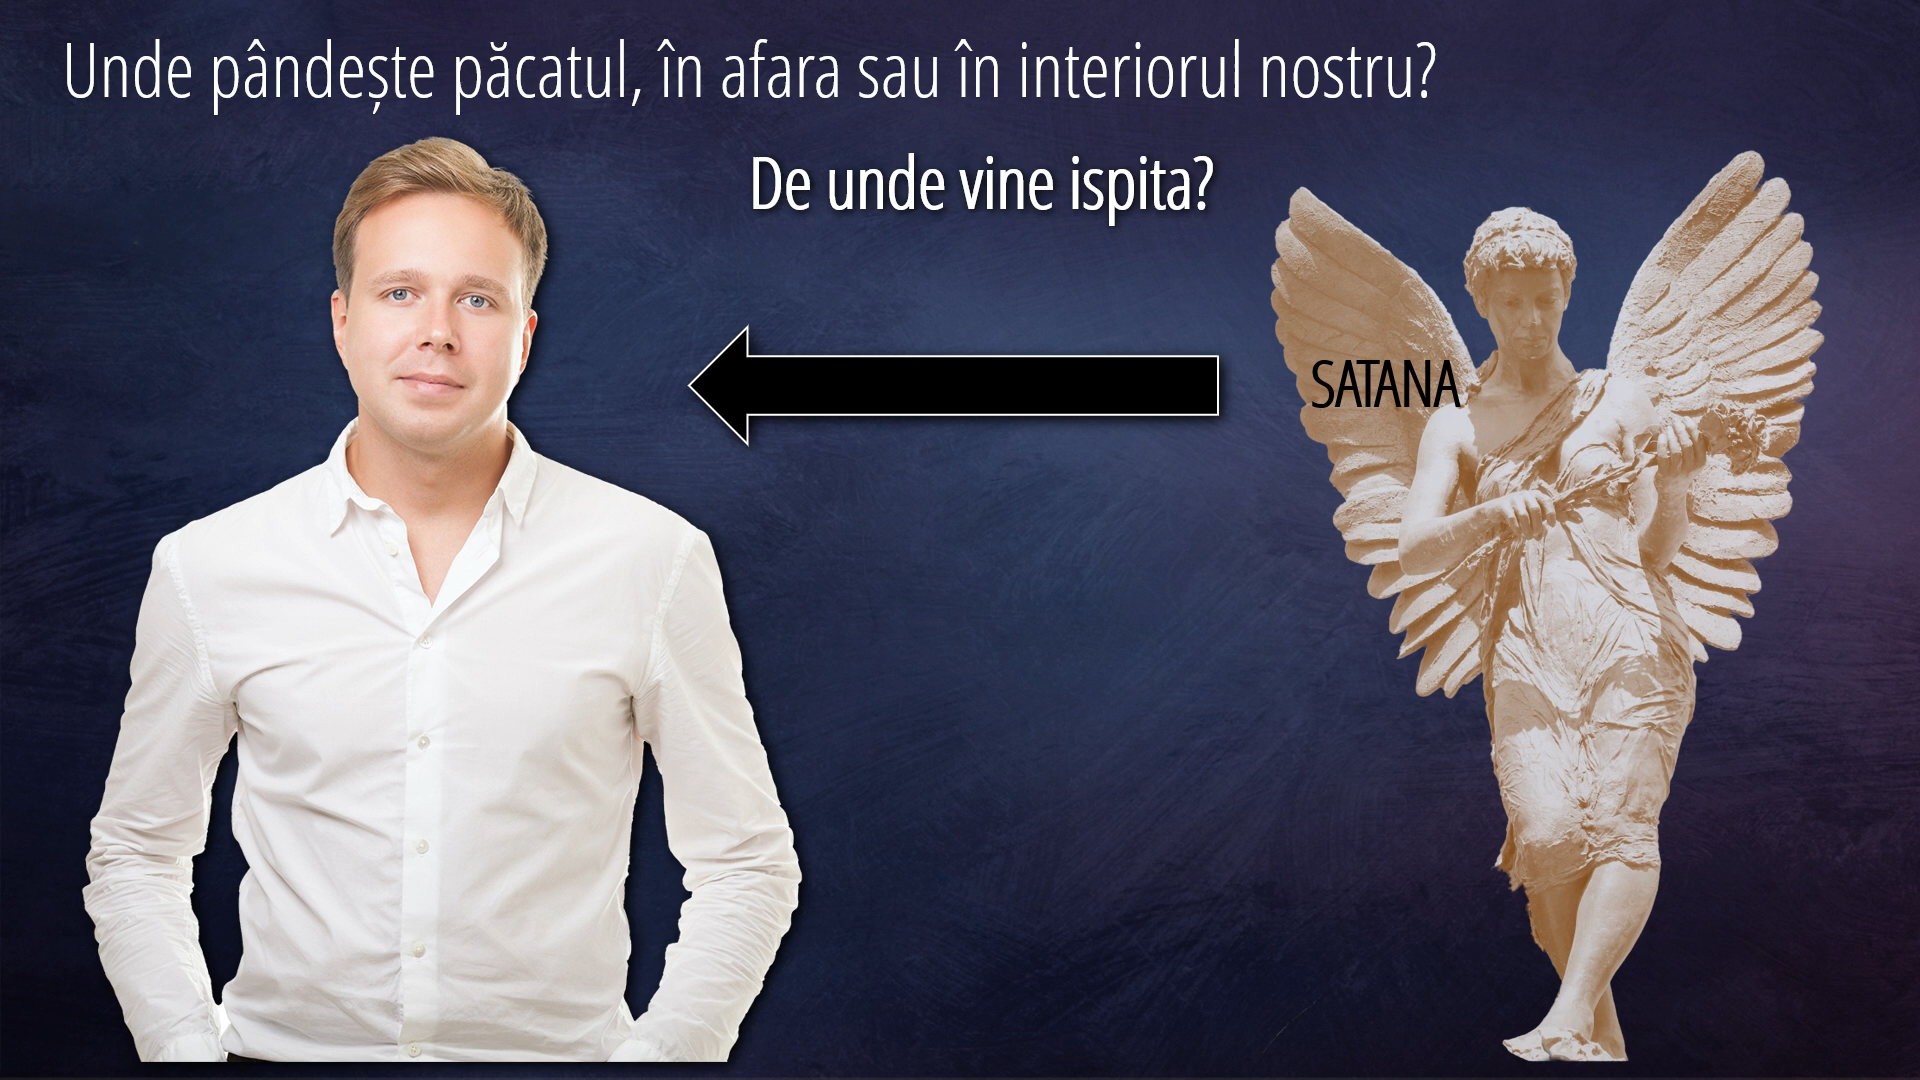 Unde pândește păcatul, în afara sau în interiorul nostru?
De unde vine ispita?
SATANA